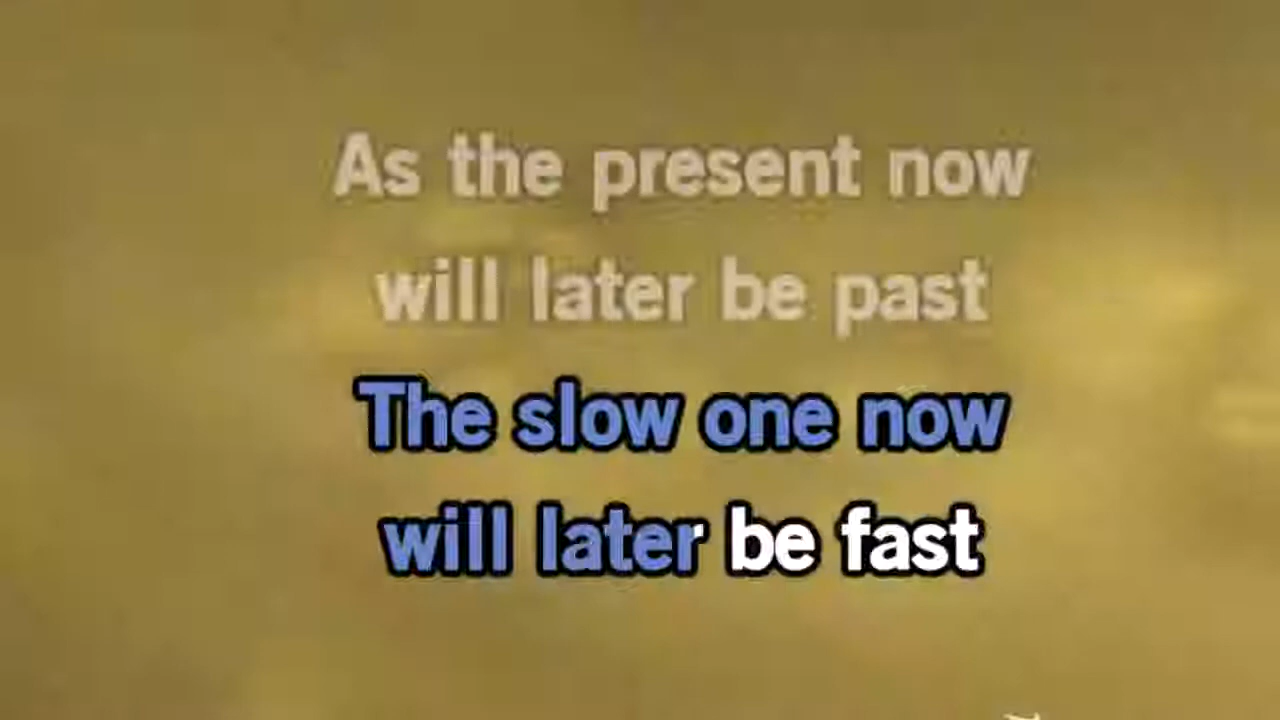 As the present now
will later be past
The slow one now
will later be fast